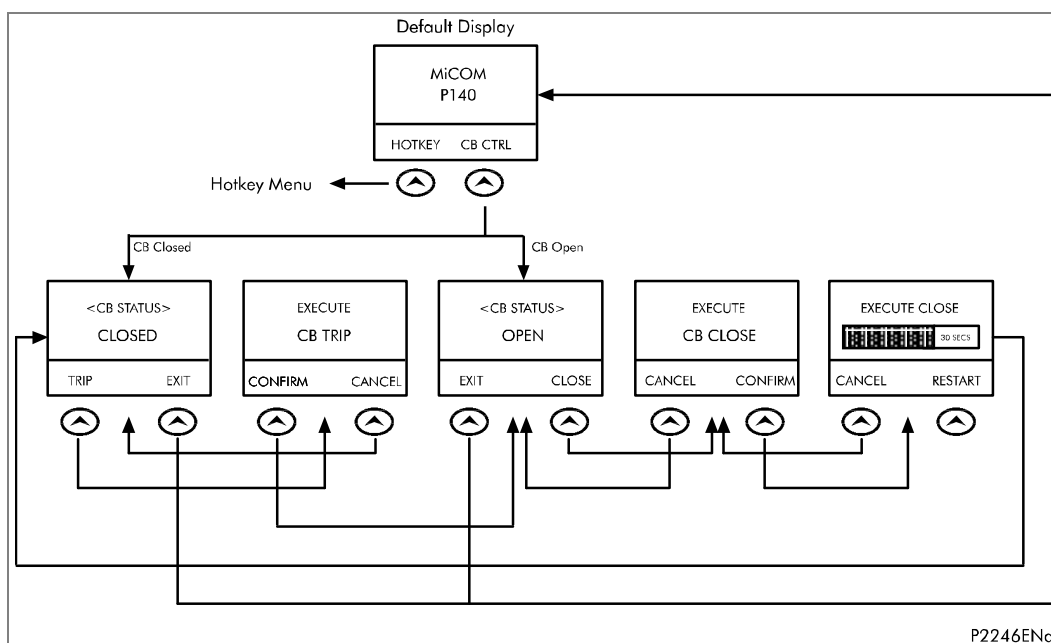 Default Display
MiCOM
P140
HOTKEY CB CTRL
Hotkey Menu
CB Closed
CB Open
<CB STATUS>
CLOSED
TRIP EXIT
EXECUTE
CB TRIP
CONFIRM CANCEL
<CB STATUS>
OPEN
EXIT CLOSE
EXECUTE
CB CLOSE
CANCEL CONFIRM
EXECUTE CLOSE
30 SECS
CANCEL RESTART
P2246ENa